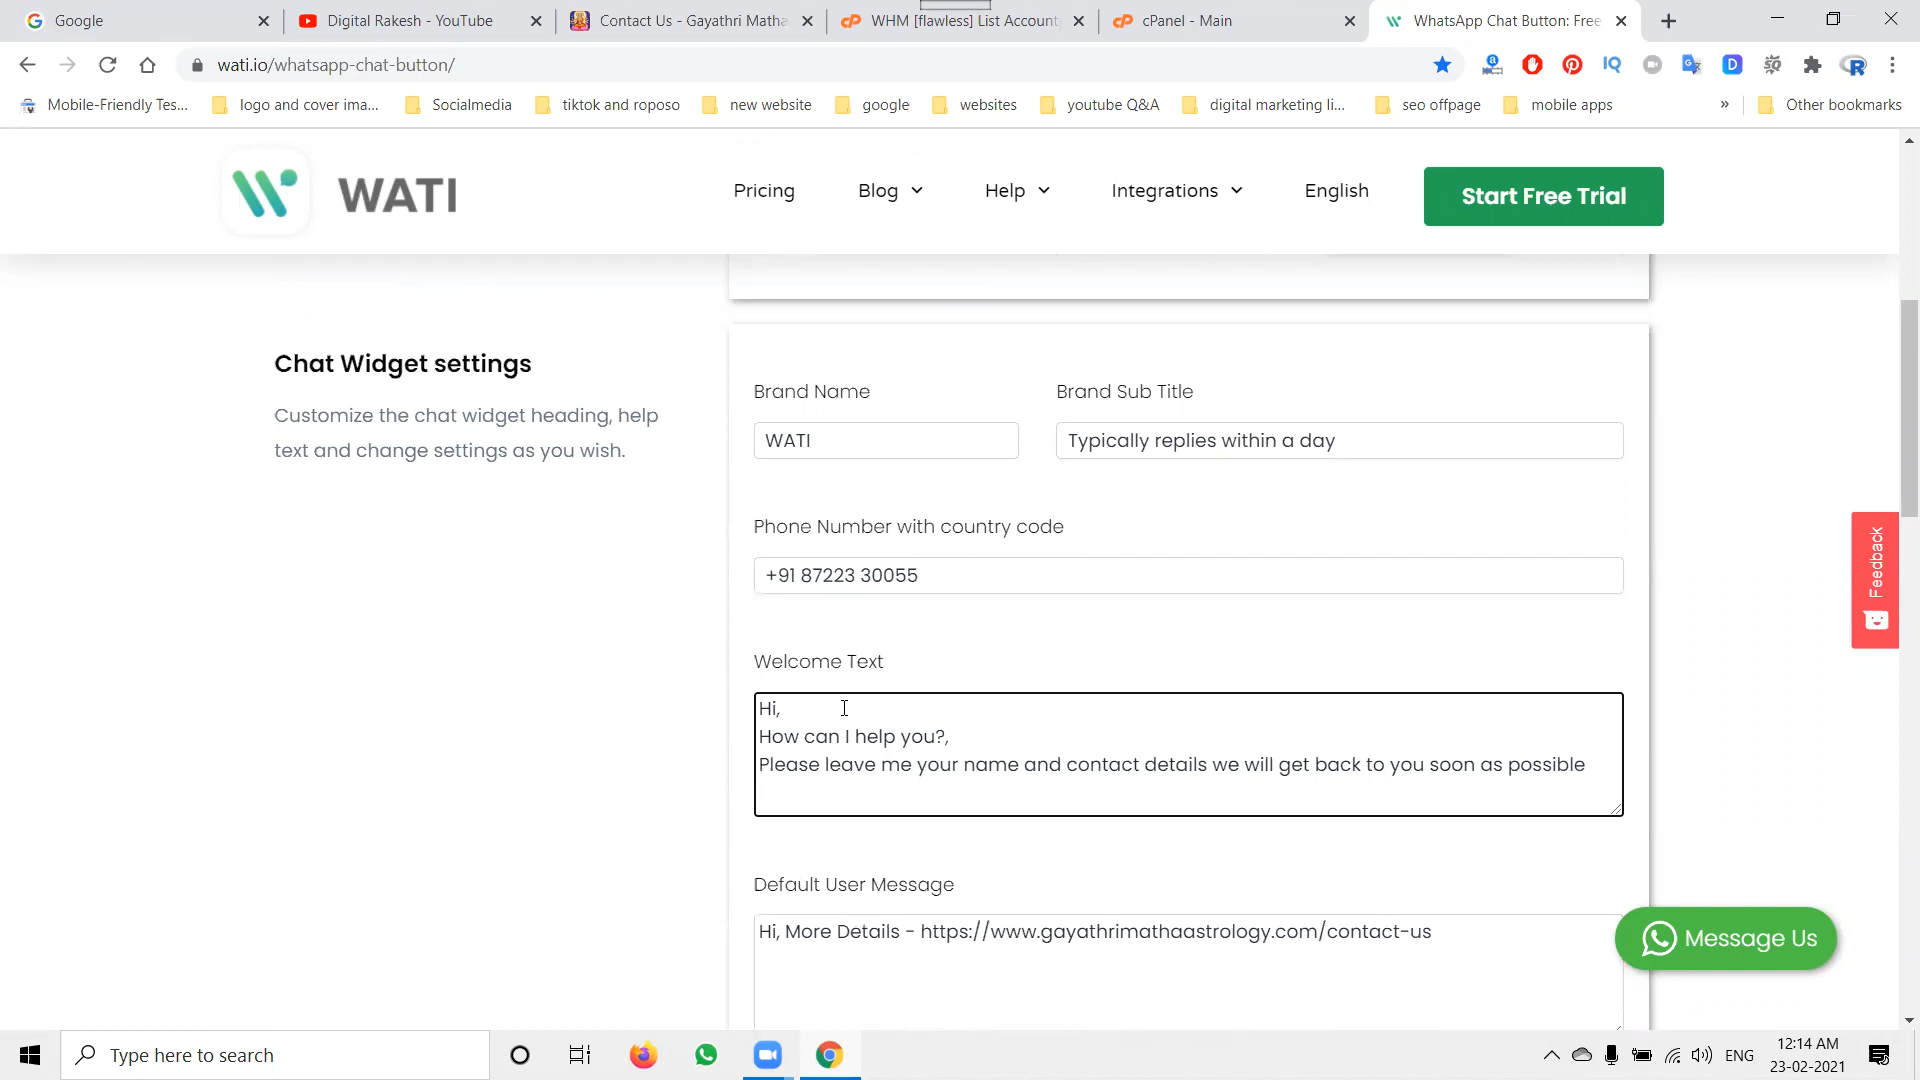 Google
Digital Rakesh - YouTube
Contact Us - Gayathri Matha
WHM [flawless] List Account
cPanel - Main
WhatsApp Chat Button: Free
wati.io/whatsapp-chat-button/
Mobile-Friendly Tes...
logo and cover ima...
Socialmedia
tiktok and roposo
new website
google
websites
youtube Q&A
digital marketing li...
seo offpage
mobile apps
»
Other bookmarks
WATI
Pricing
Blog
Help
Integrations
English
Start Free Trial
Chat Widget settings
Customize the chat widget heading, help
text and change settings as you wish.
Brand Name
Brand Sub Title
WATI
Typically replies within a day
Phone Number with country code
+91 87223 30055
Welcome Text
Hi,
How can I help you?,
Please leave me your name and contact details we will get back to you soon as possible
Default User Message
Hi, More Details - https://www.gayathrimathaastrology.com/contact-us
Feedback
Message Us
Type here to search
ENG
12:14 AM
23-02-2021